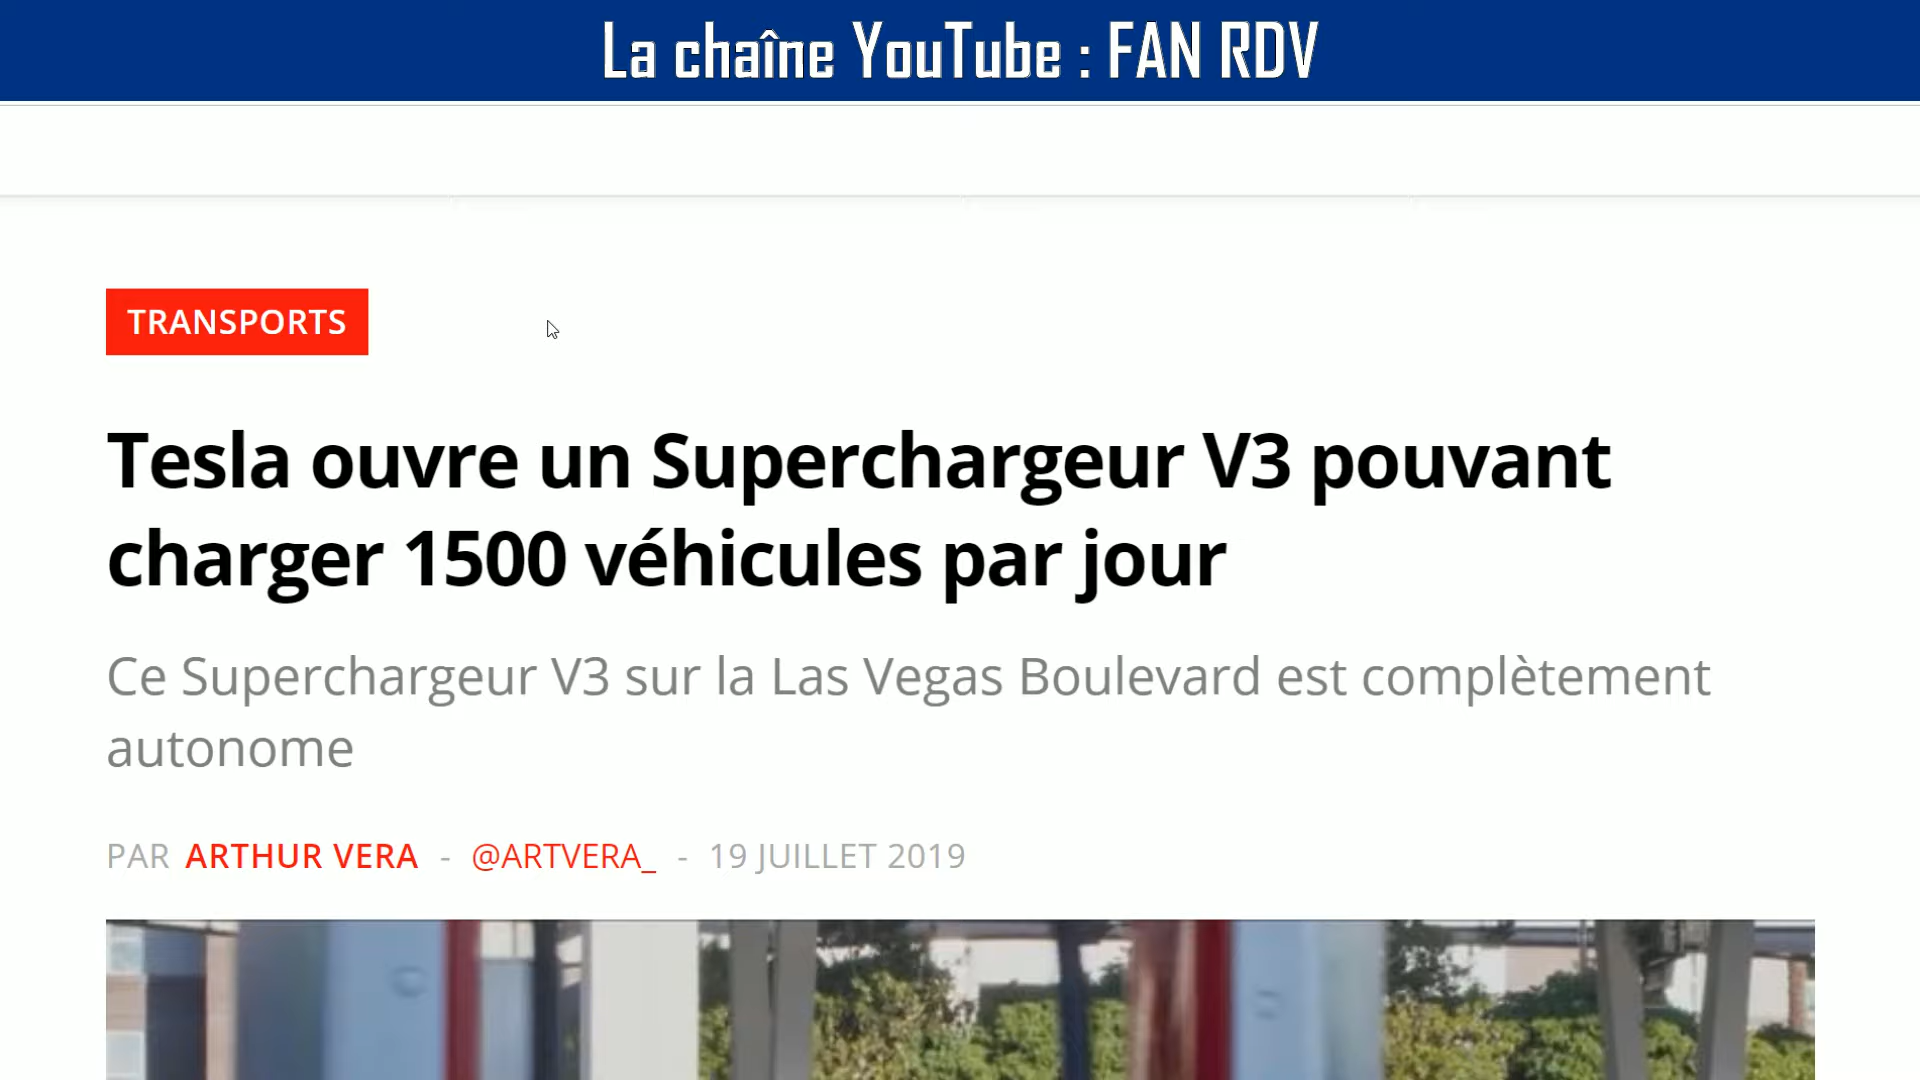 La chaîne YouTube : FAN RDV
TRANSPORTS
Tesla ouvre un Superchargeur V3 pouvant
charger 1500 véhicules par jour
Ce Superchargeur V3 sur la Las Vegas Boulevard est complètement
autonome
PAR ARTHUR VERA - @ARTVERA_ - 19 JUILLET 2019